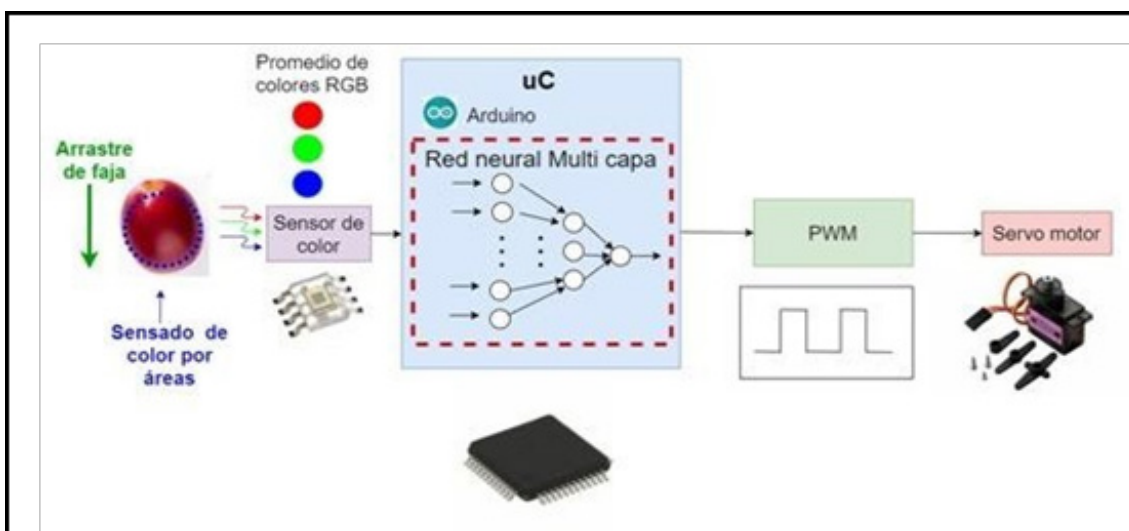 Promedio de
colores RGB
uC
Arduino
Red neural Multi capa
Arrastre
de faja
Sensor de
color
PWM
Servo motor
Sensado de
color por
áreas